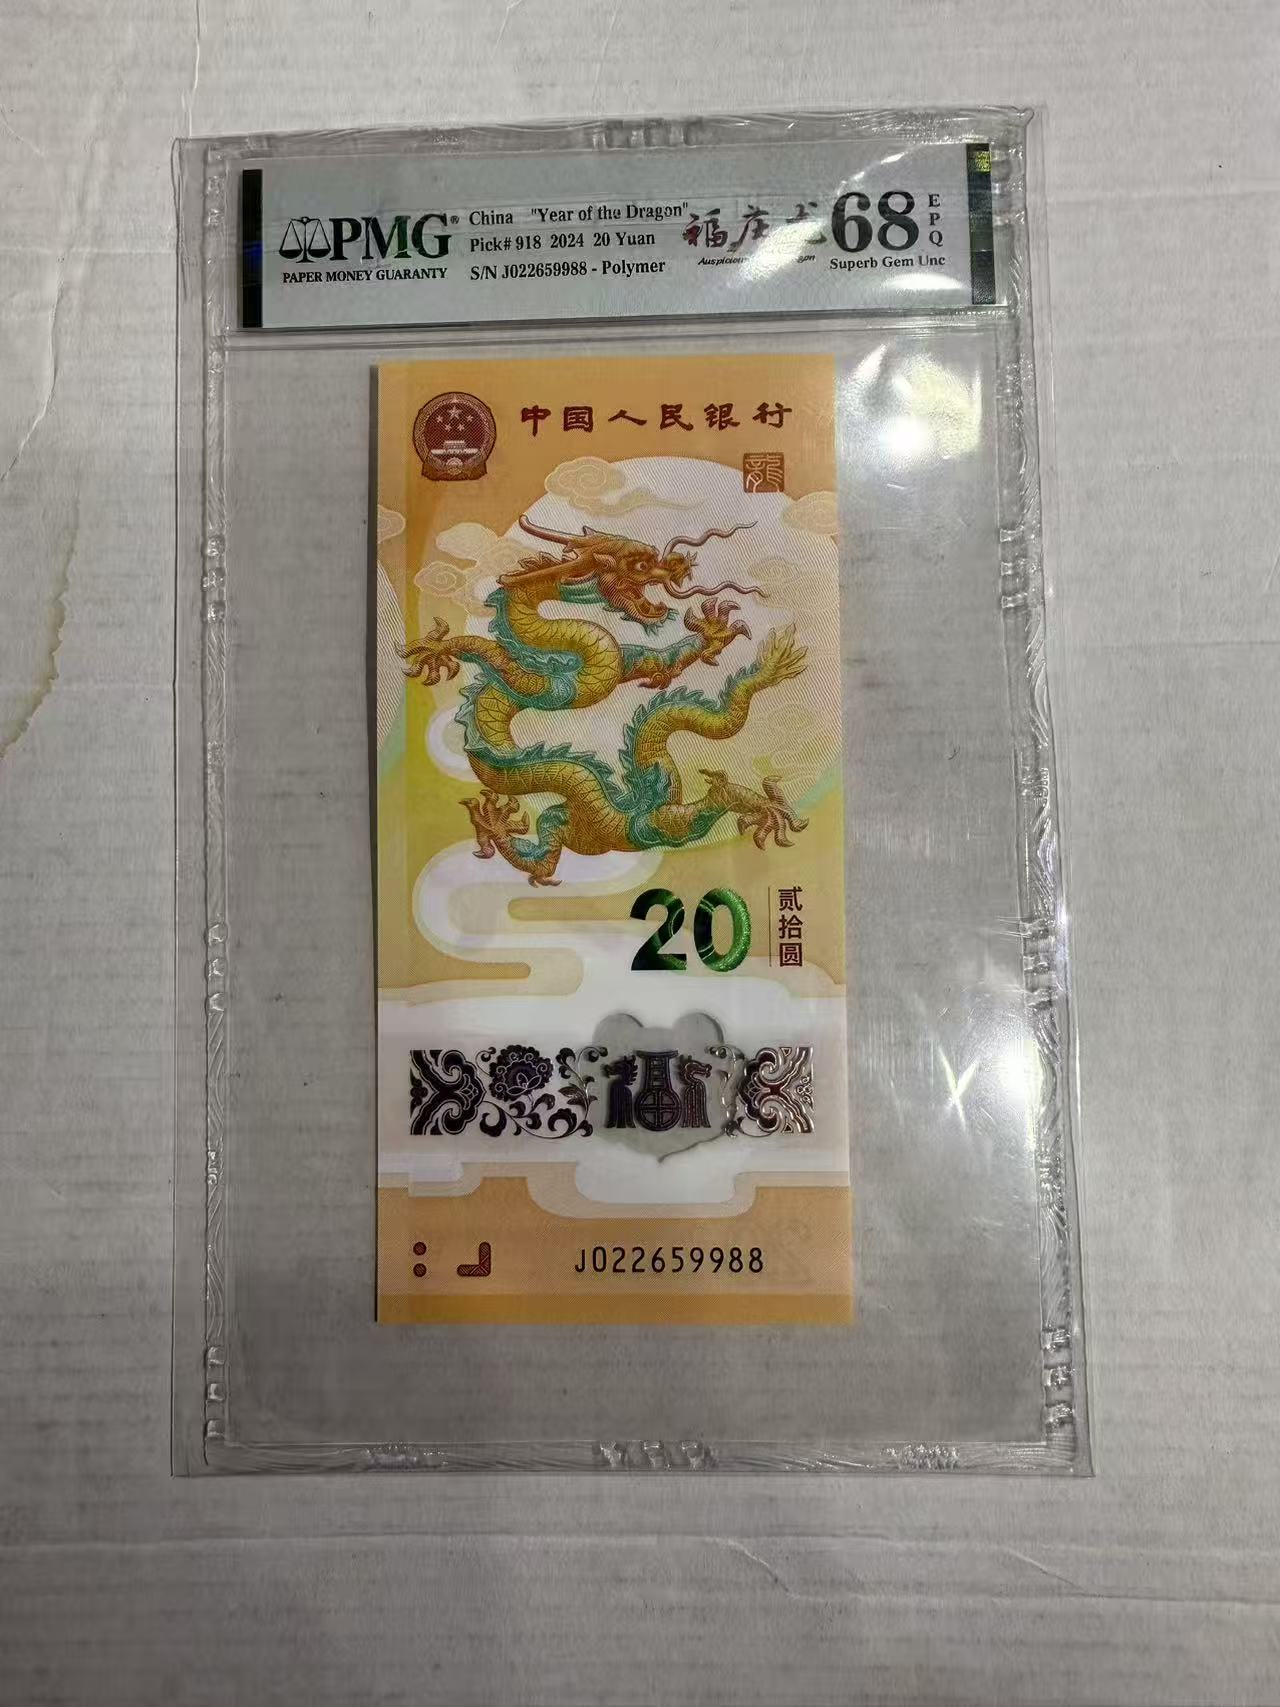 PMG®
PAPER MONEY GUARANTY
China "Year of the Dragon"
Pick# 918 2024 20 Yuan
S/N J022659988 - Polymer
福
68
EPQ
Superb Gem Unc
中国人民银行
龍
20
贰拾圆
J022659988